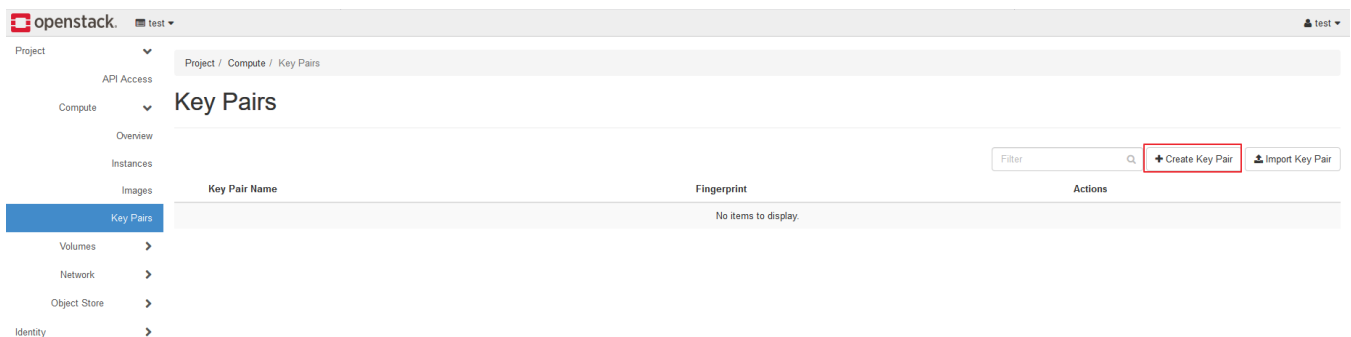 openstack. test test
Project
API Access
Compute
Overview
Instances
Images
Key Pairs
Volumes
Network
Object Store
Identity
Project / Compute / Key Pairs
Key Pairs
Filter Create Key Pair Import Key Pair
Key Pair Name Fingerprint Actions
No items to display.